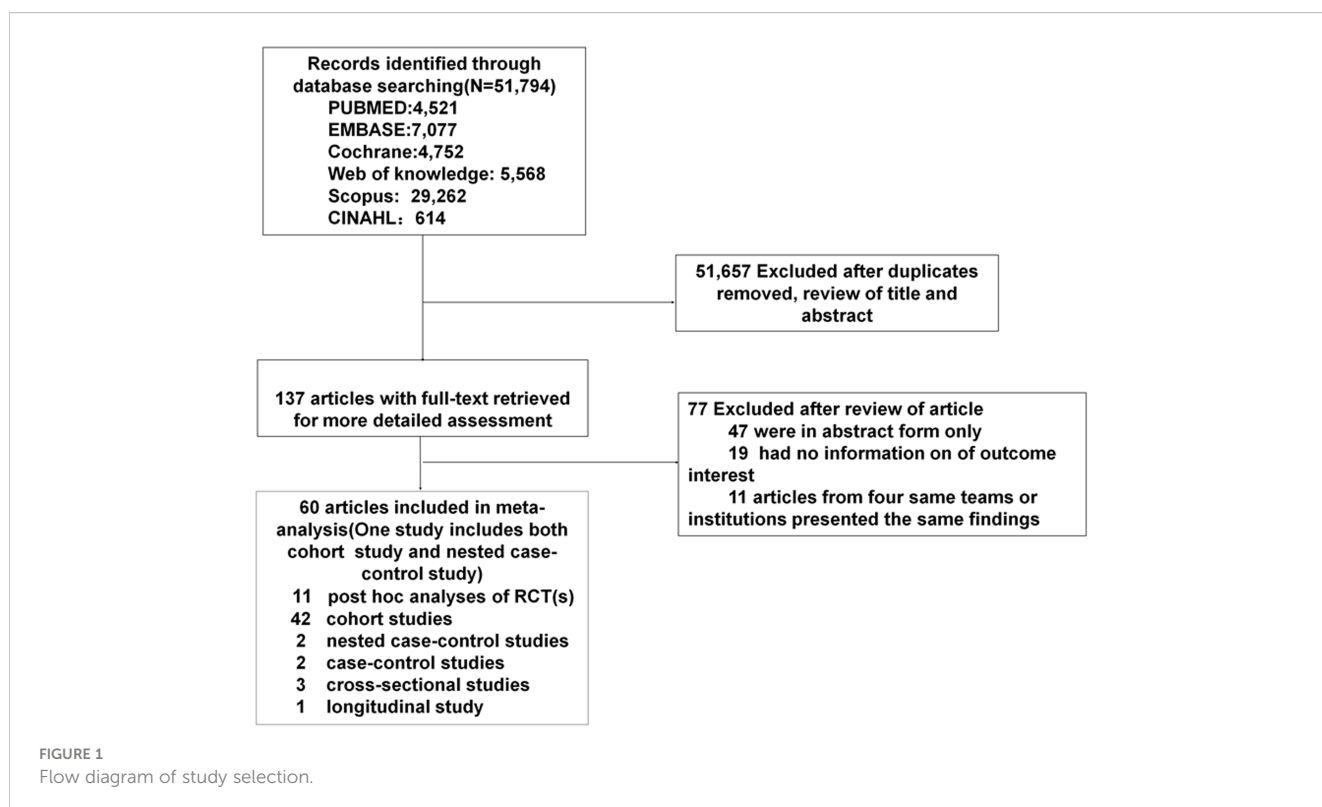 Records identified through
database searching(N=51,794)
PUBMED:4,521
EMBASE:7,077
Cochrane:4,752
Web of knowledge: 5,568
Scopus: 29,262
CINAHL：614
51,657 Excluded after duplicates
removed, review of title and
abstract
137 articles with full-text retrieved
for more detailed assessment
77 Excluded after review of article
47 were in abstract form only
19 had no information on of outcome
interest
11 articles from four same teams or
institutions presented the same findings
60 articles included in meta-
analysis(One study includes both
cohort study and nested case-
control study)
11 post hoc analyses of RCT(s)
42 cohort studies
2 nested case-control studies
2 case-control studies
3 cross-sectional studies
1 longitudinal study
FIGURE 1
Flow diagram of study selection.